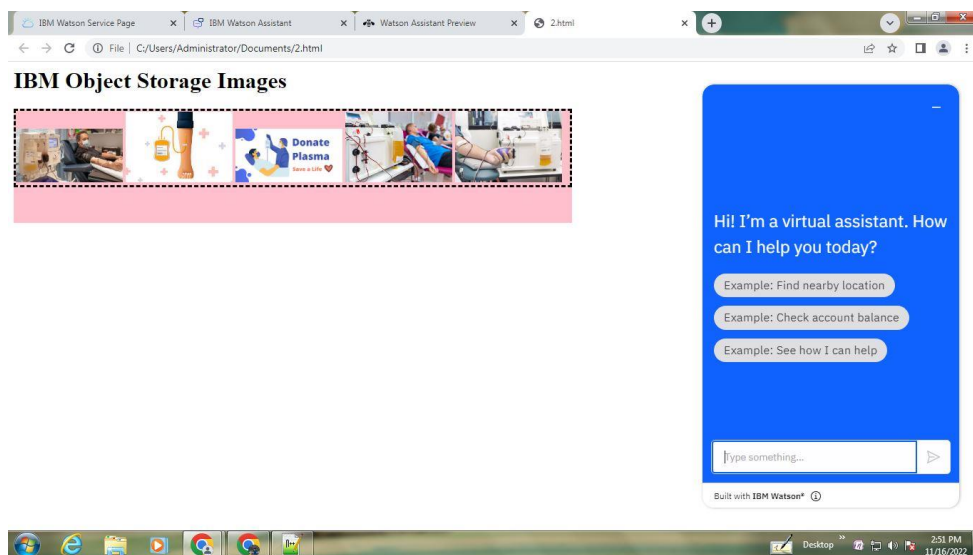 IBM Watson Service Page
IBM Watson Assistant
Watson Assistant Preview
2.html
File | C:/Users/Administrator/Documents/2.html
IBM Object Storage Images
Donate
Plasma
Save a Life
Hi! I'm a virtual assistant. How
can I help you today?
Example: Find nearby location
Example: Check account balance
Example: See how I can help
Type something...
Built with IBM Watson®
Desktop
2:51 PM
11/16/2022